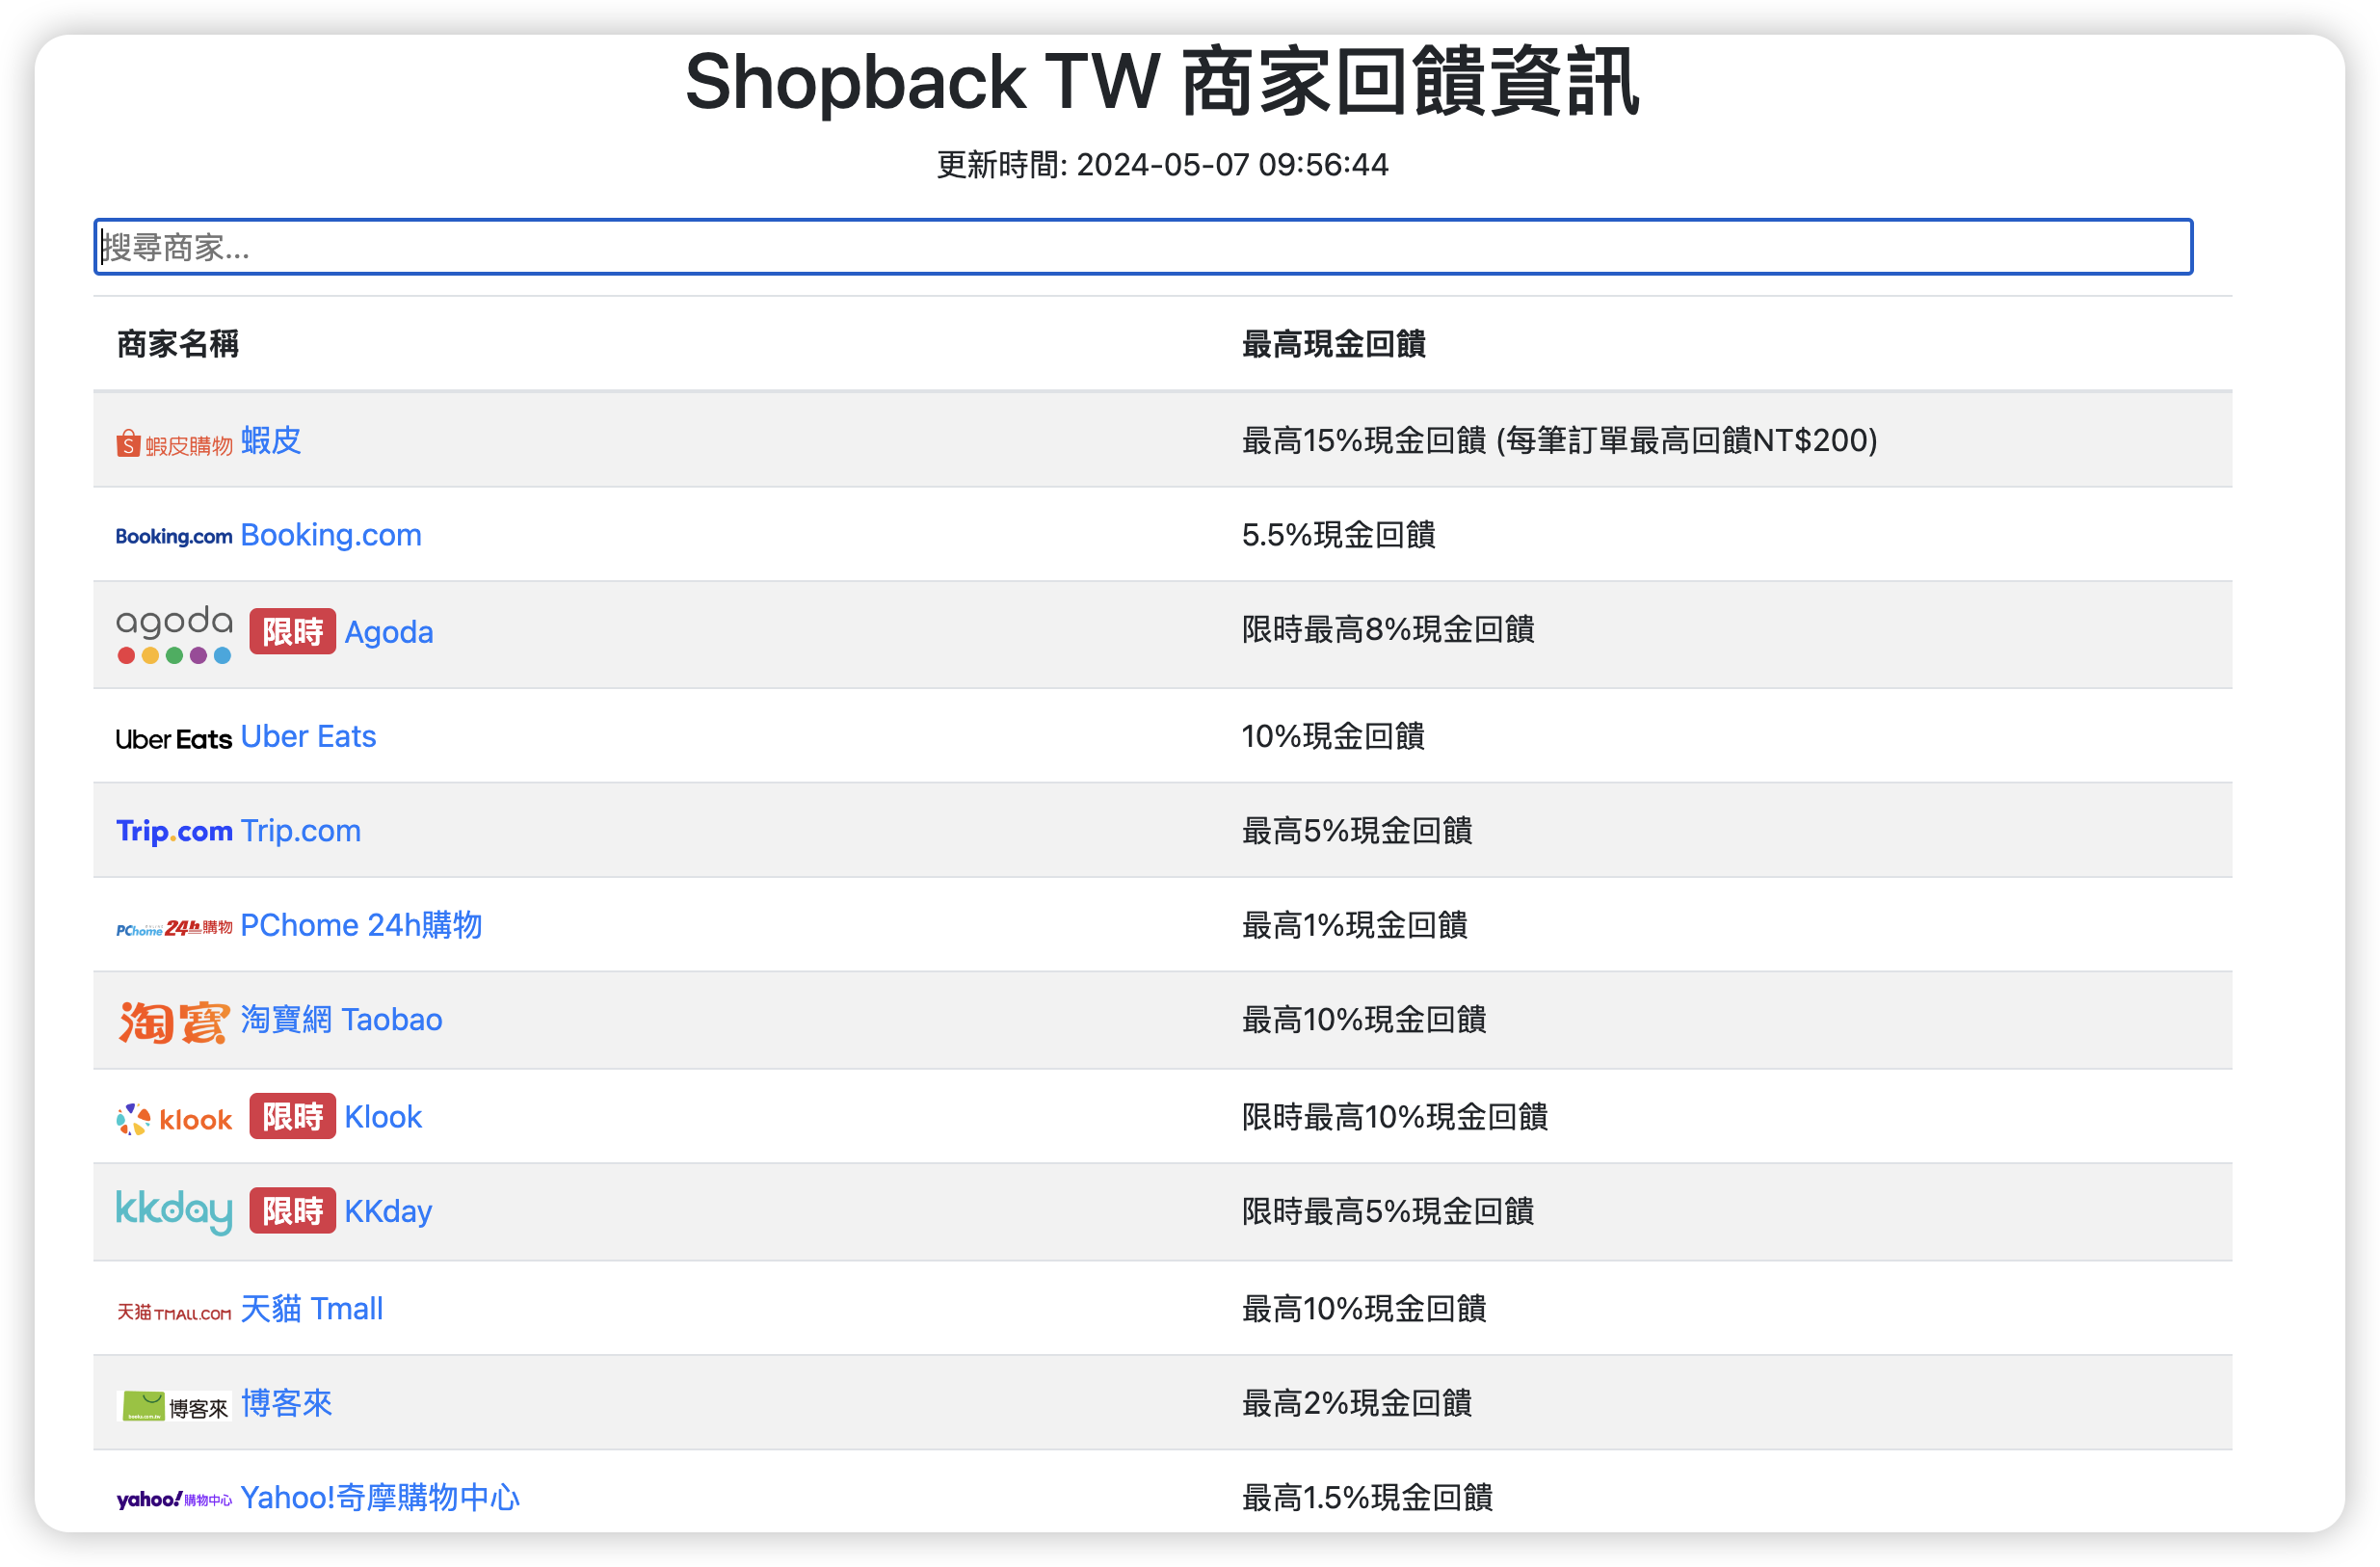 Shopback TW 商家回饋資訊
更新時間: 2024-05-07 09:56:44
搜尋商家...
商家名稱 最高現金回饋
S 蝦皮購物 蝦皮 最高15%現金回饋 (每筆訂單最高回饋NT$200)
Booking.com Booking.com 5.5%現金回饋
agoda 限時 Agoda 限時最高8%現金回饋
Uber Eats Uber Eats 10%現金回饋
Trip.com Trip.com 最高5%現金回饋
PChome 24h購物 PChome 24h購物 最高1%現金回饋
淘寶 淘寶網 Taobao 最高10%現金回饋
klook 限時 Klook 限時最高10%現金回饋
kkday 限時 KKday 限時最高5%現金回饋
天猫 TMALL.COM 天貓 Tmall 最高10%現金回饋
博客來 博客來 最高2%現金回饋
yahoo! 購物中心 Yahoo!奇摩購物中心 最高1.5%現金回饋